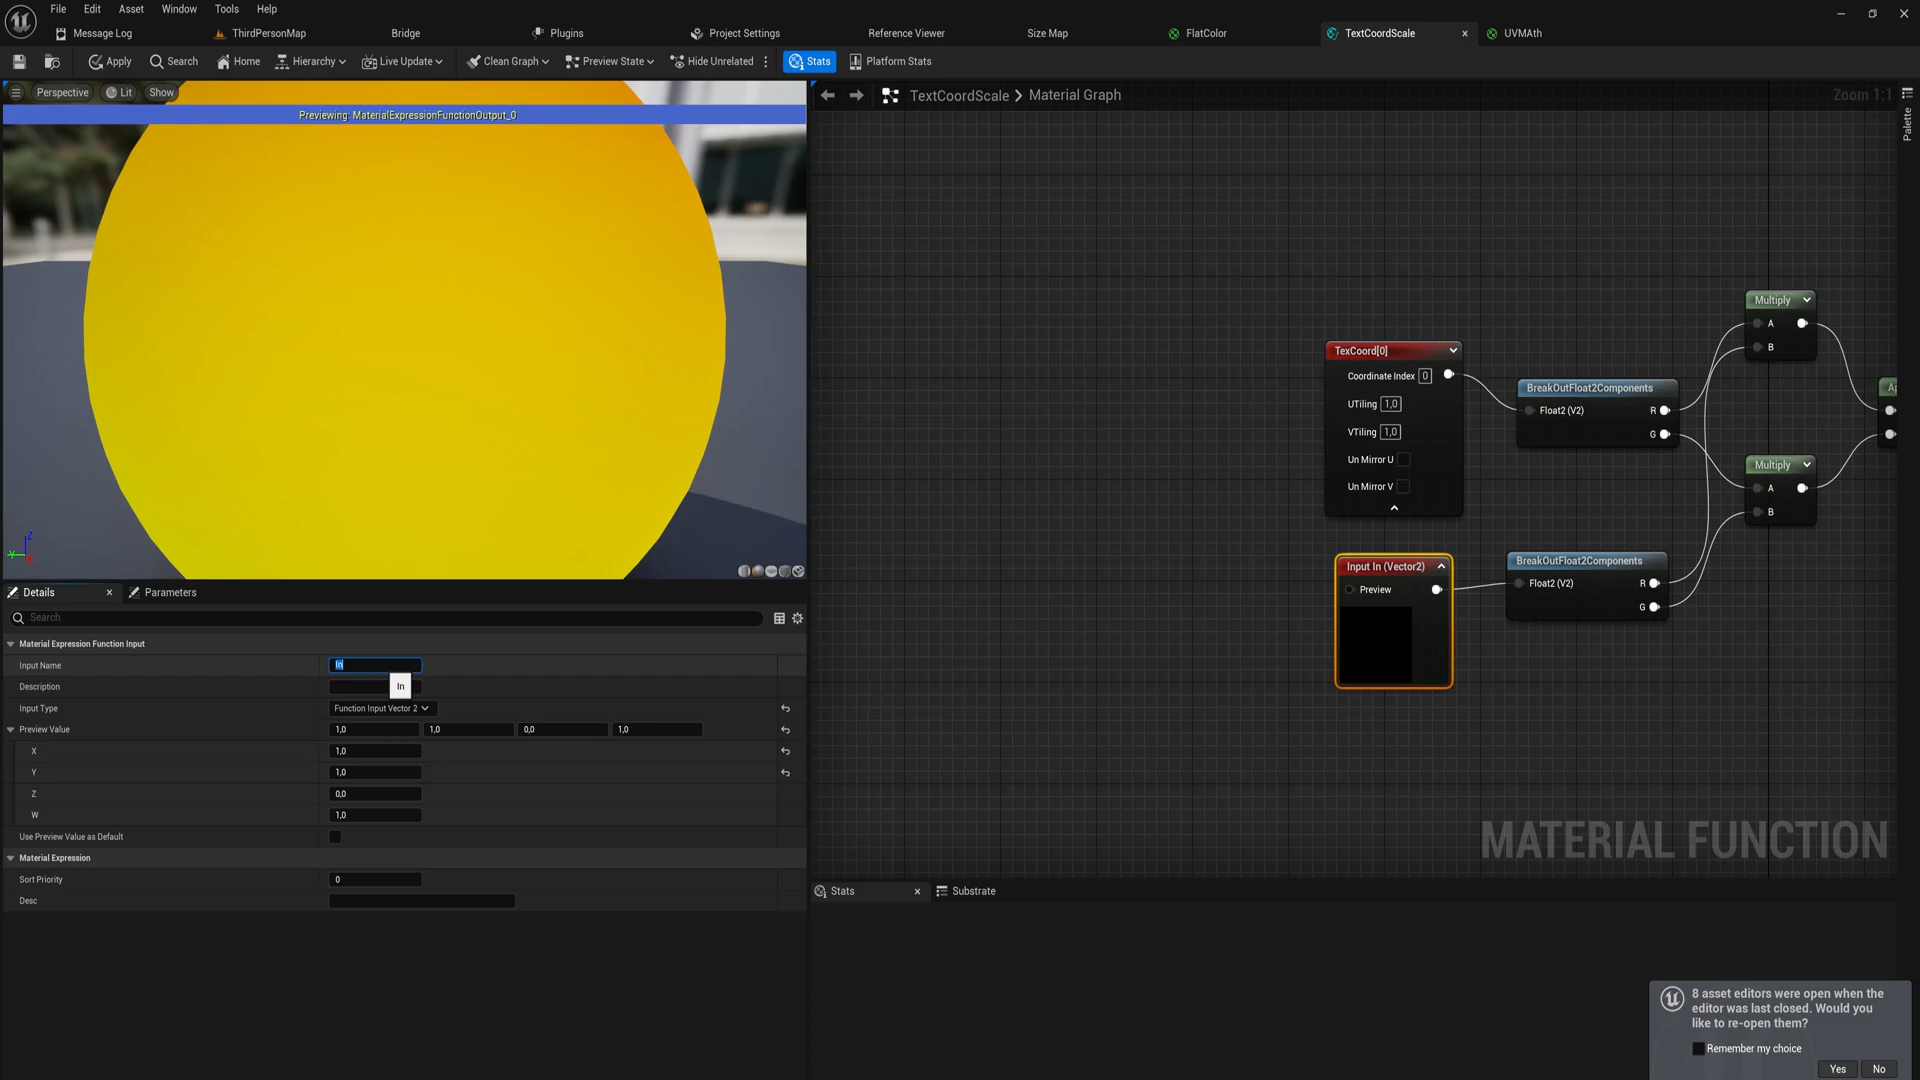 File Edit Asset Window Tools Help
Message Log ThirdPersonMap Bridge Plugins Project Settings Reference Viewer Size Map FlatColor TextCoordScale UVMAth
Apply Search Home Hierarchy Live Update Clean Graph Preview State Hide Unrelated Stats Platform Stats
Perspective Lit Show
Previewing: MaterialExpressionFunctionOutput_0
TextCoordScale Material Graph
Zoom 1:1
Palette
Multiply
A
B
TexCoord[0]
Coordinate Index 0
UTiling 1,0
VTiling 1,0
Un Mirror U
Un Mirror V
BreakOutFloat2Components
Float2 (V2) R
G
Multiply
A
B
Input In (Vector2)
Preview
BreakOutFloat2Components
Float2 (V2) R
G
MATERIAL FUNCTION
Z
Details Parameters
Search
Material Expression Function Input
Input Name In
Description In
Input Type Function Input Vector 2
Preview Value 1,0 1,0 0,0 1,0
X 1,0
Y 1,0
Z 0,0
W 1,0
Use Preview Value as Default
Material Expression
Sort Priority 0
Desc
Stats Substrate
8 asset editors were open when the
editor was last closed. Would you
like to re-open them?
Remember my choice
Yes No